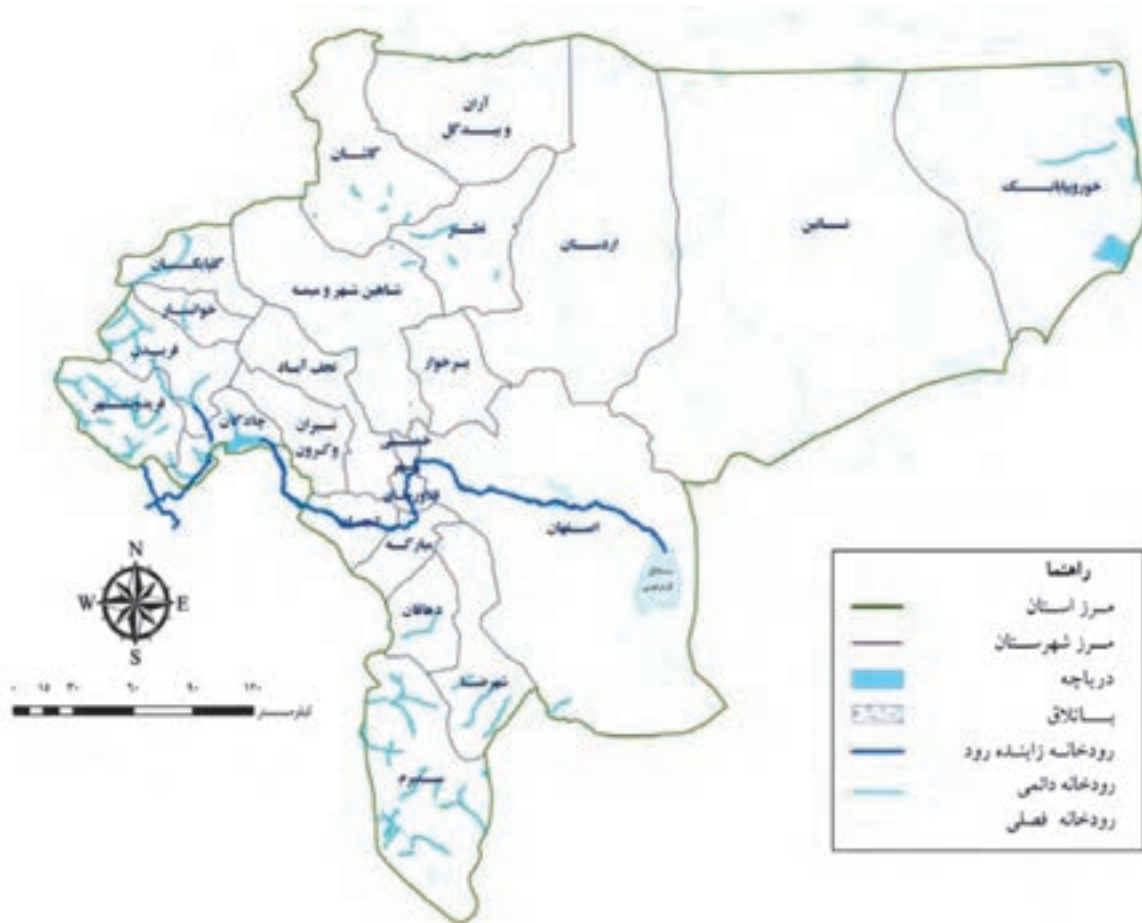 آران
و بیدگل
کاشان
نطنز
اردستان
نایین
خوروبیابانک
گلپایگان
خوانسار
شاهین شهر و میمه
فریدن
نجف آباد
برخوار
فریدونشهر
چادگان
تیران
وکرون
خمینی
شهر
فلاورجان
اصفهان
مبارکه
دهاقان
شهرضا
سمیرم
N
W
E
S
۰ ۱۵ ۳۰ ۶۰ ۹۰ ۱۲۰
کیلومتر
راهنما
مرز استان
مرز شهرستان
دریاچه
باتلاق
رودخانه زاینده رود
رودخانه دائمی
رودخانه فصلی